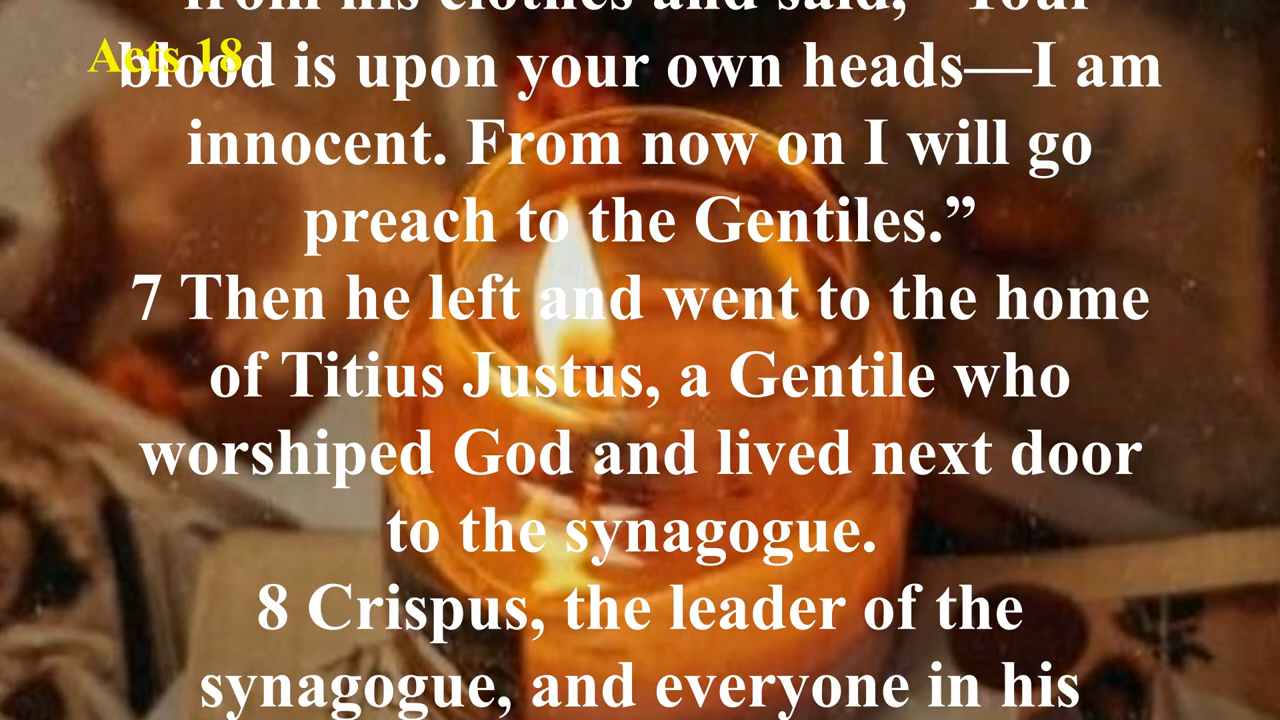 from his clothes and said, “Your
Acts 18
blood is upon your own heads—I am
innocent. From now on I will go
preach to the Gentiles.”
7 Then he left and went to the home
of Titius Justus, a Gentile who
worshiped God and lived next door
to the synagogue.
8 Crispus, the leader of the
synagogue, and everyone in his